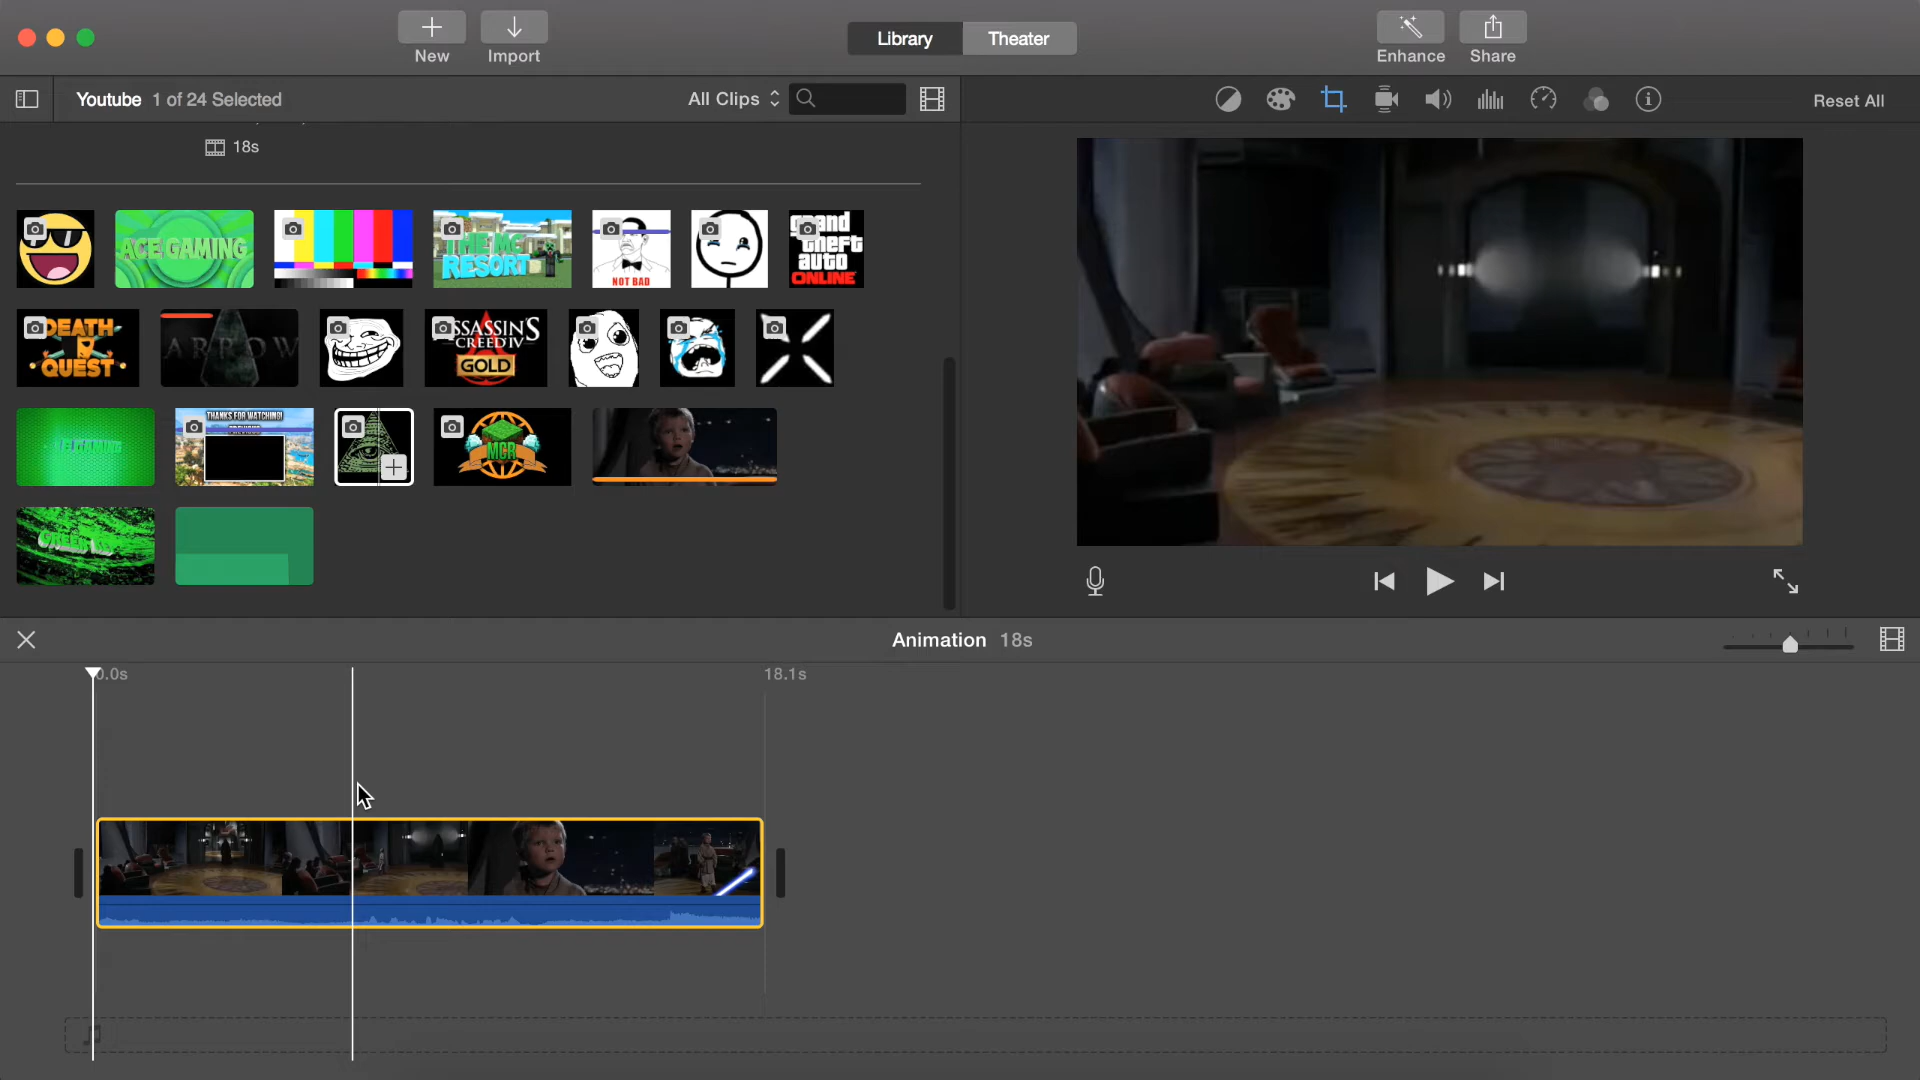 New
Import
Library
Theater
Enhance
Share
Youtube 1 of 24 Selected
All Clips
Reset All
18s
ACE GAMING
THE MC
RESORT
NOT BAD
grand
theft
auto
ONLINE
DEATH
QUEST
ARROW
ASSASSIN'S
CREED IV
GOLD
THANKS FOR WATCHING!
MCR
Animation 18s
0.0s
18.1s